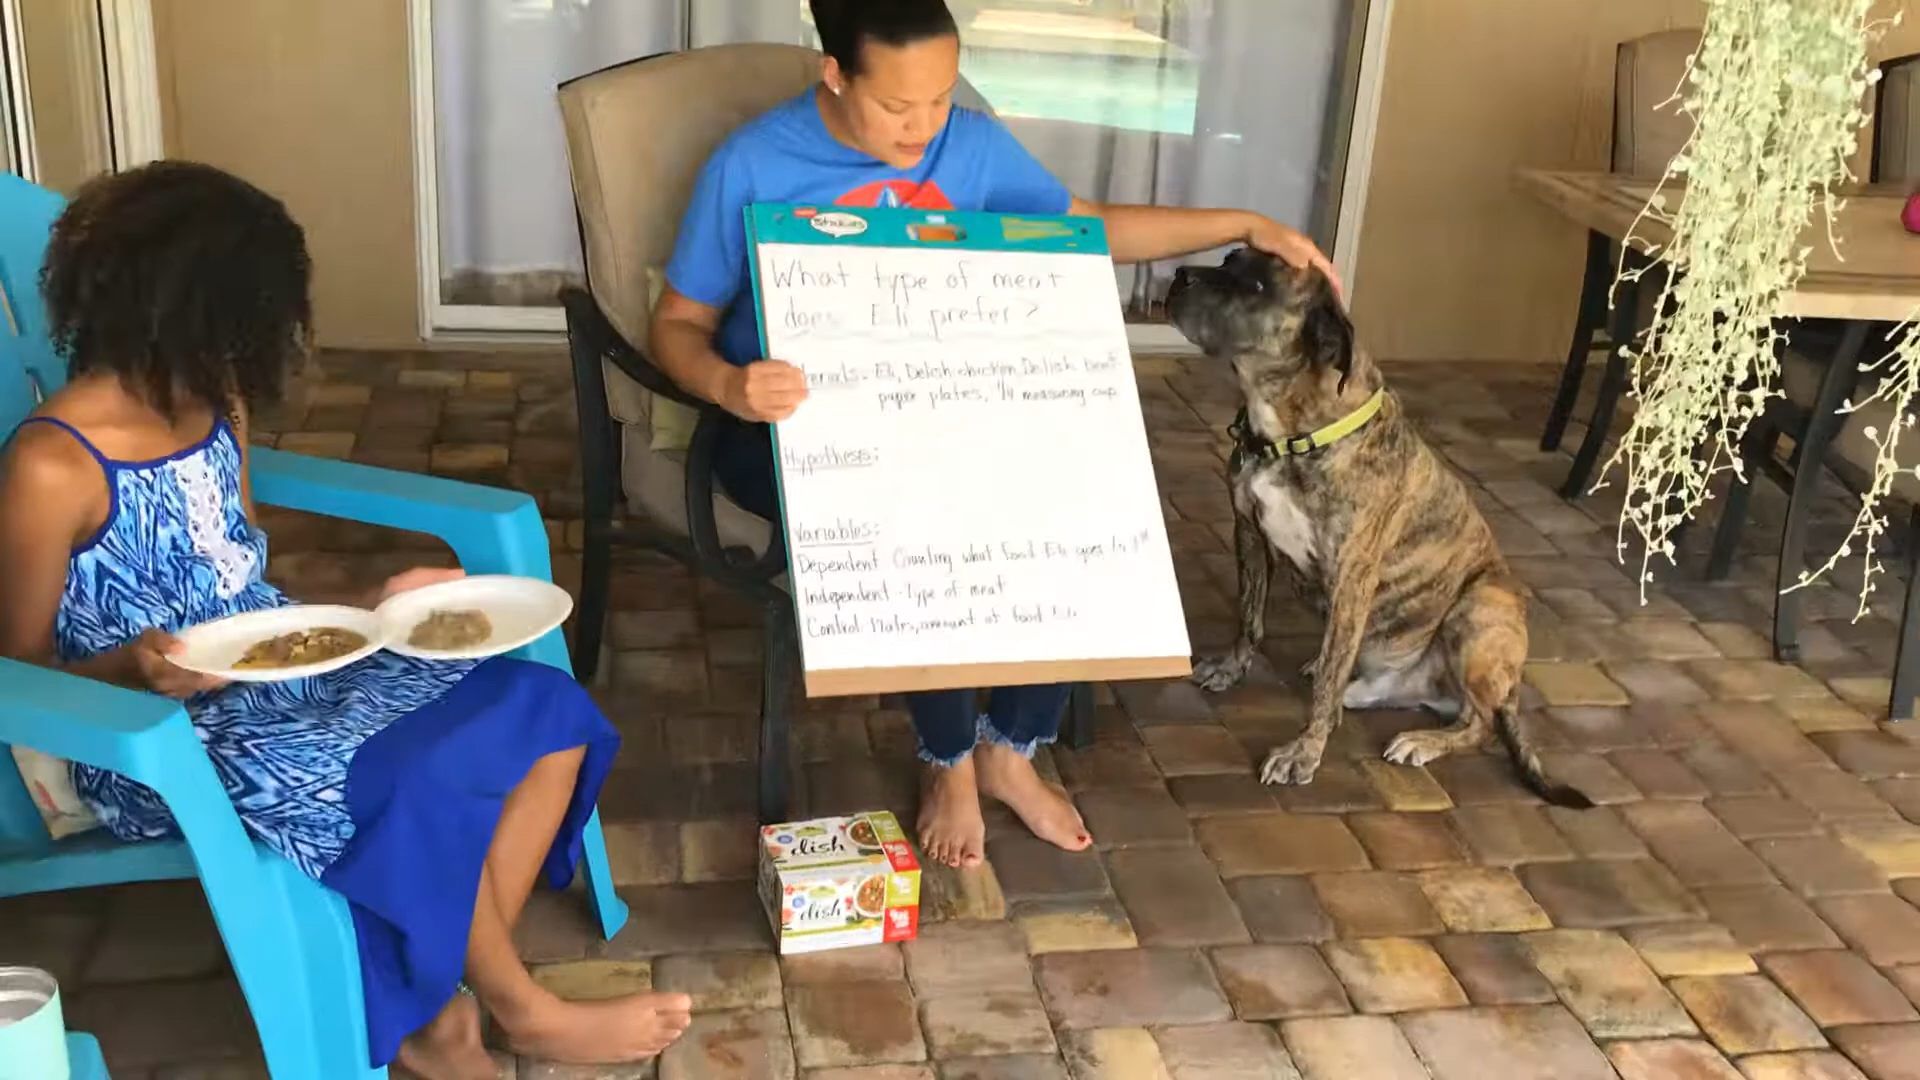 What type of meat
does Eli prefer?
Eli, Delish chicken, Delish beef
paper plates, 1/4 measuring cup
Hypothesis:
Variables:
Dependent Counting what food Eli goes to 1st
Independent - Type of meat
Control amount of food
dish
dish